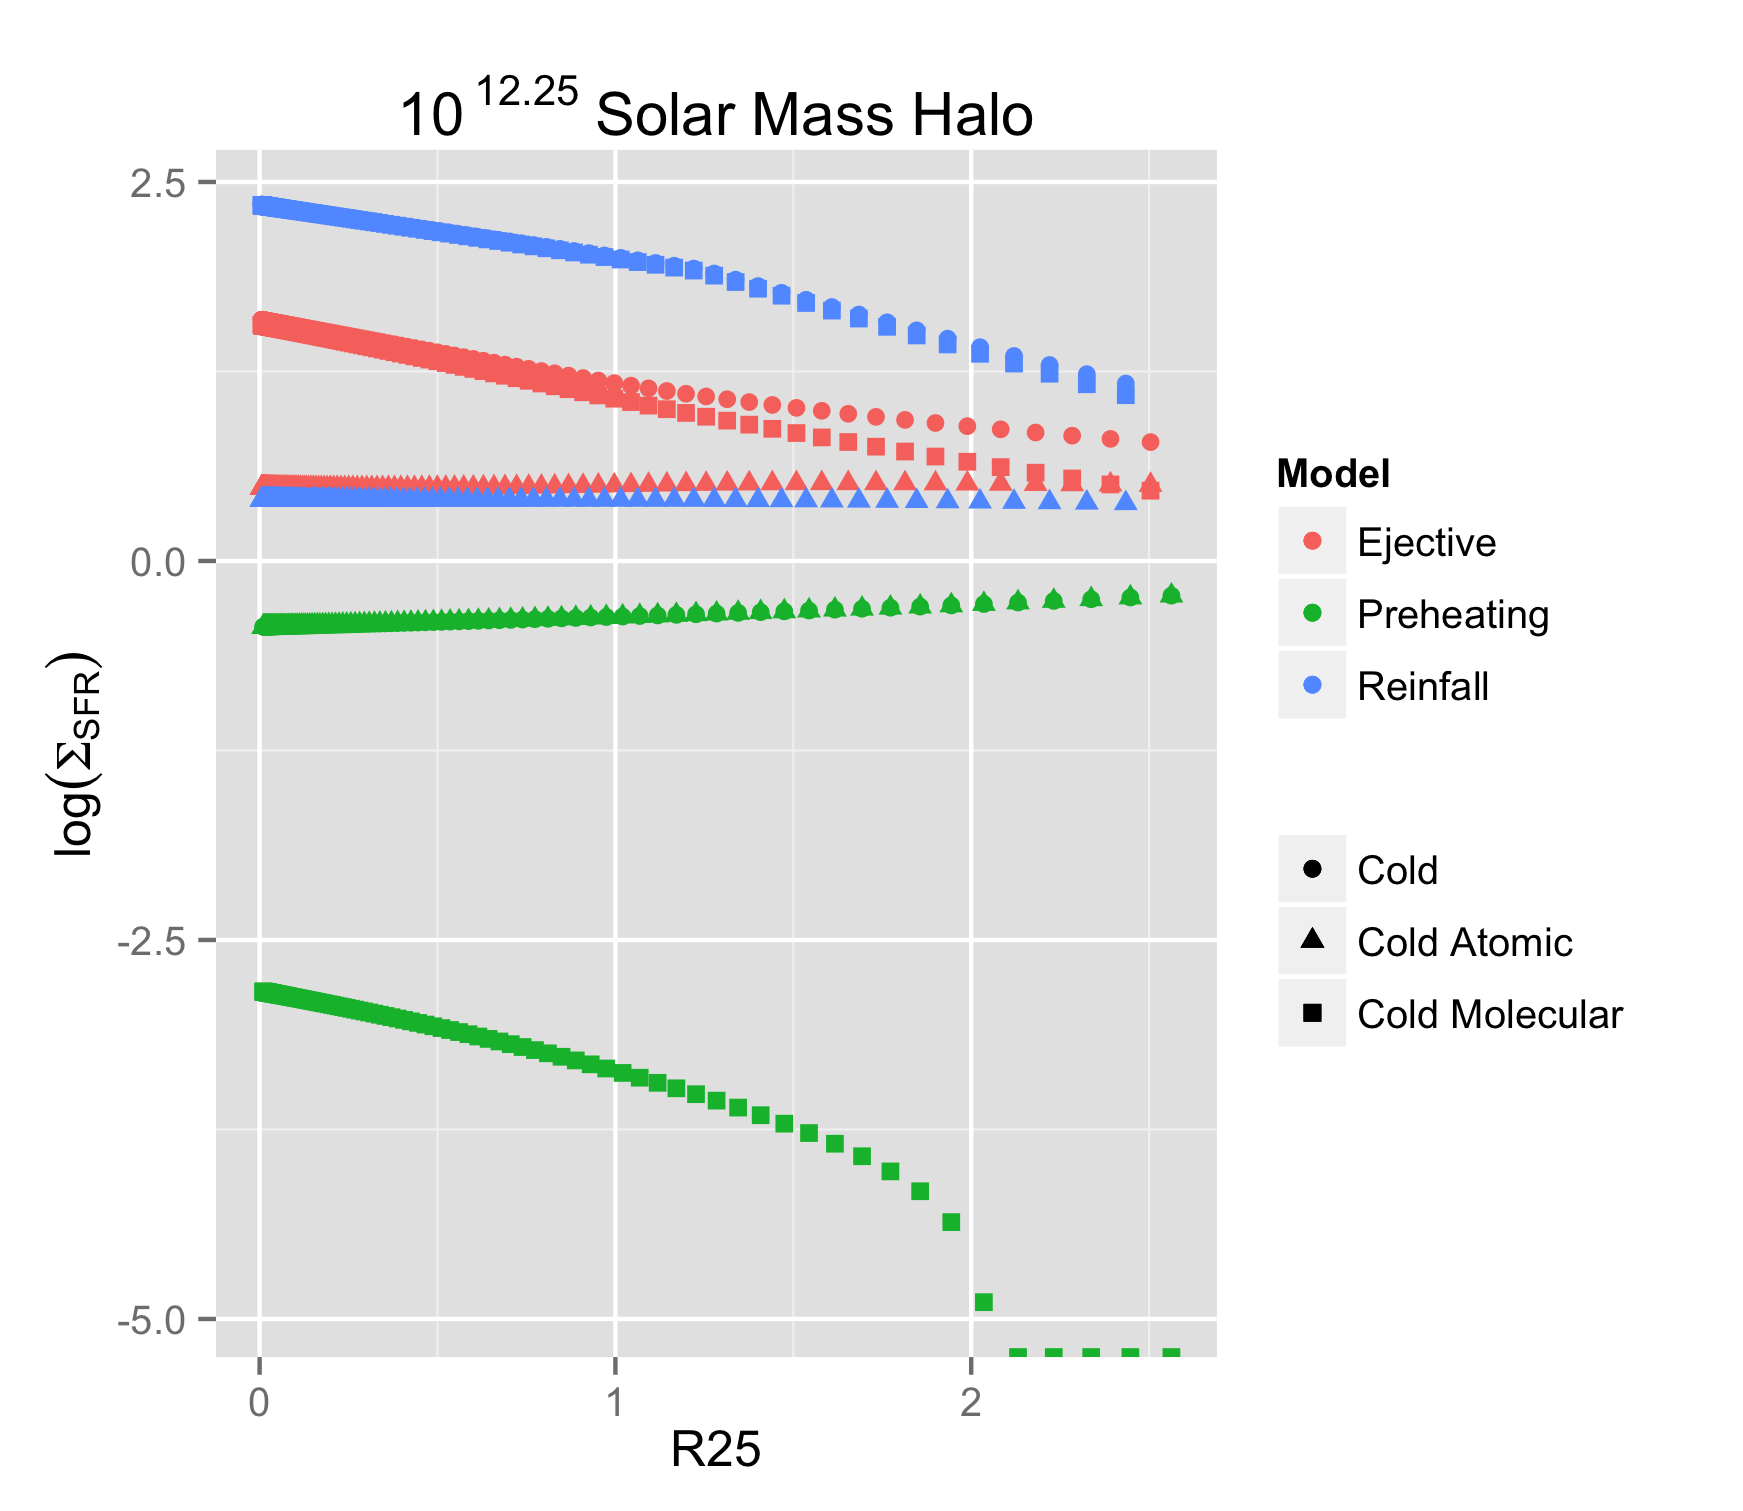 10 12.25 Solar Mass Halo
2.5
0.0
-2.5
-5.0
log(ΣSFR)
0 1 2
R25
Model
Ejective
Preheating
Reinfall
Cold
Cold Atomic
Cold Molecular